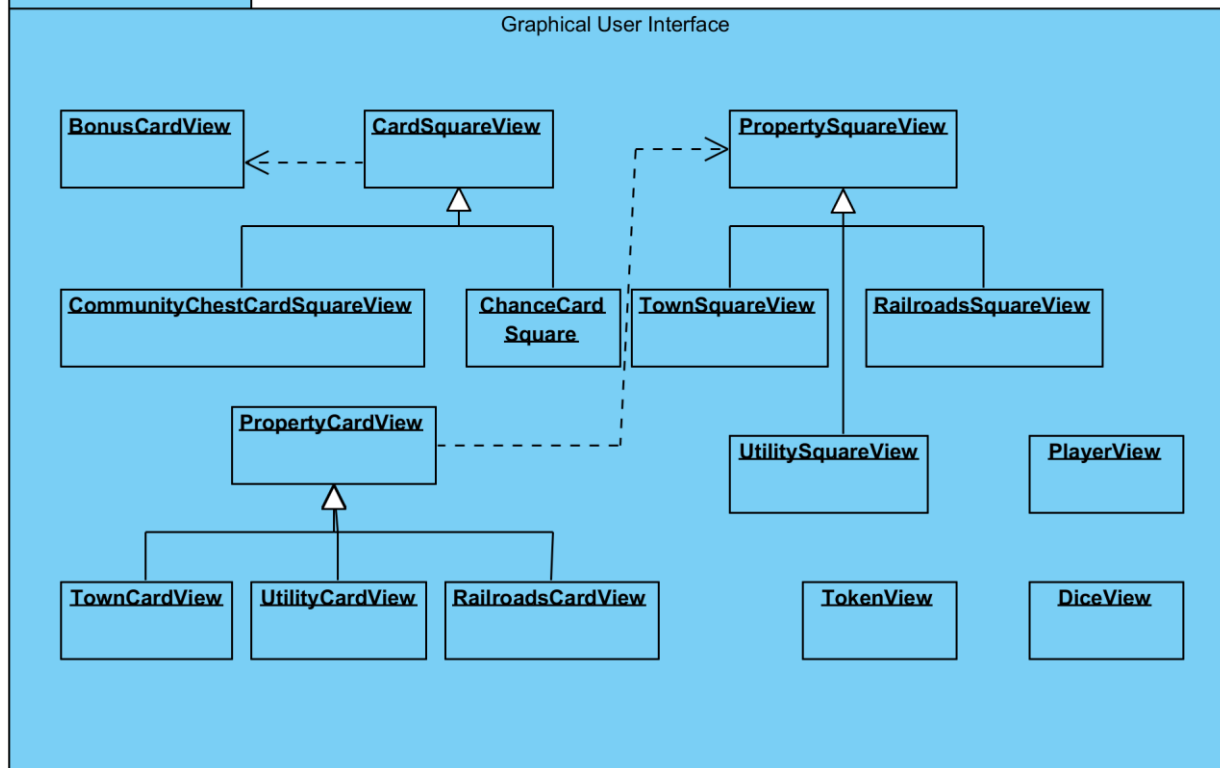 Graphical User Interface
BonusCardView
CardSquareView
PropertySquareView
CommunityChestCardSquareView
ChanceCard
Square
TownSquareView
RailroadsSquareView
PropertyCardView
UtilitySquareView
PlayerView
TownCardView
UtilityCardView
RailroadsCardView
TokenView
DiceView